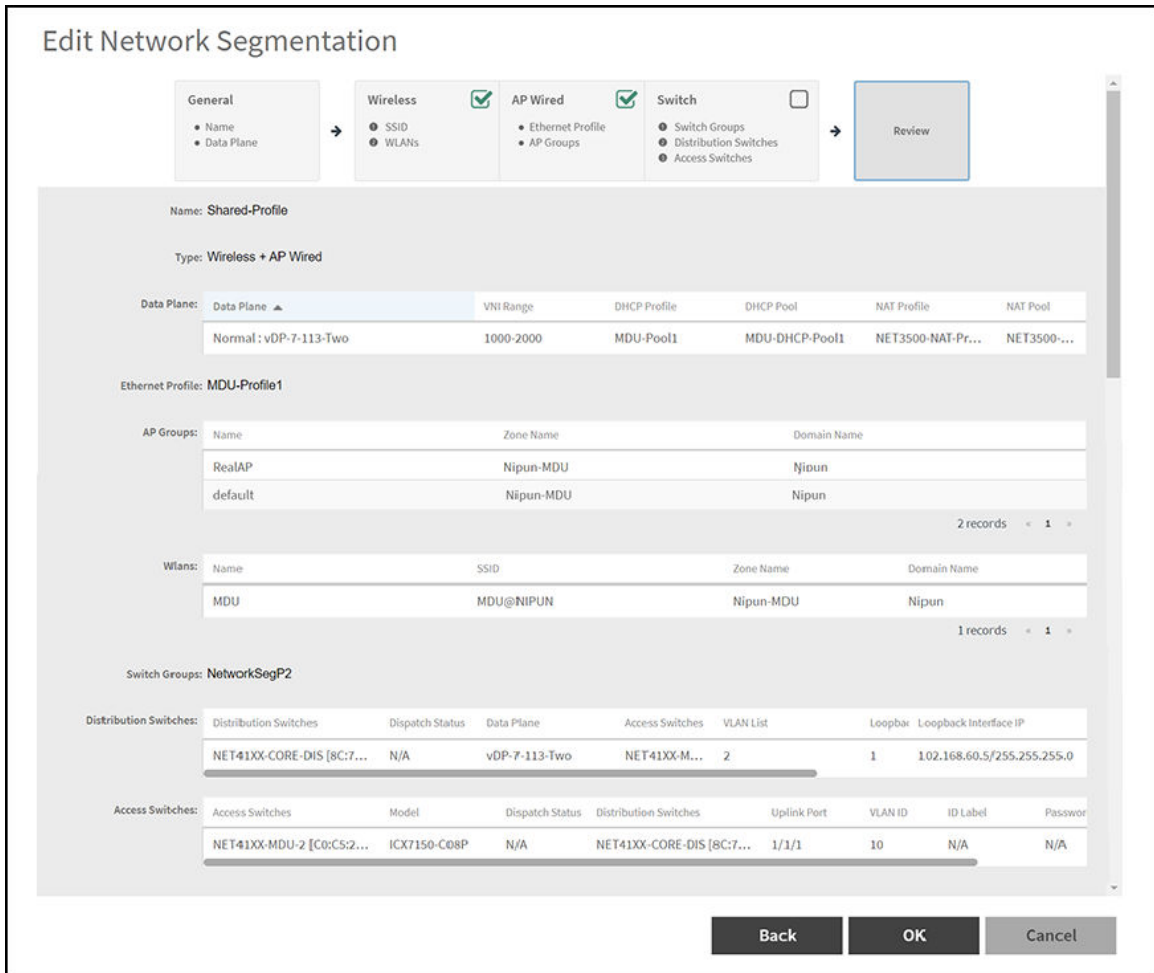 Edit Network Segmentation
General
Name
Data Plane
Wireless
1 SSID
2 WLANs
AP Wired
Ethernet Profile
AP Groups
Switch
Switch Groups
Distribution Switches
Access Switches
Review
Name: Shared-Profile
Type: Wireless + AP Wired
Data Plane: Data Plane VNI Range DHCP Profile DHCP Pool NAT Profile NAT Pool
Normal : vDP-7-113-Two 1000-2000 MDU-Pool1 MDU-DHCP-Pool1 NET3500-NAT-Pr... NET3500-...
Ethernet Profile: MDU-Profile1
AP Groups: Name Zone Name Domain Name
RealAP Nipun-MDU Nipun
default Nipun-MDU Nipun
2 records « 1 »
Wlans: Name SSID Zone Name Domain Name
MDU MDU@NIPUN Nipun-MDU Nipun
1 records « 1 »
Switch Groups: NetworkSegP2
Distribution Switches: Distribution Switches Dispatch Status Data Plane Access Switches VLAN List Loopbac Loopback Interface IP
NET41XX-CORE-DIS [8C:7... N/A vDP-7-113-Two NET41XX-M... 2 1 102.168.60.5/255.255.255.0
Access Switches: Access Switches Model Dispatch Status Distribution Switches Uplink Port VLAN ID ID Label Passwor
NET41XX-MDU-2 [C0:C5:2... ICX7150-C08P N/A NET41XX-CORE-DIS [8C:7... 1/1/1 10 N/A N/A
Back OK Cancel